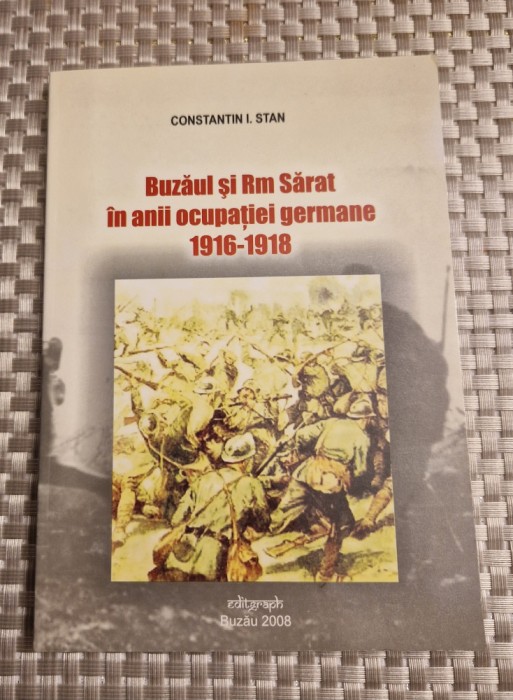 CONSTANTIN I. STAN
Buzăul şi Rm Sărat
în anii ocupaţiei germane
1916-1918
editgraph
Buzău 2008